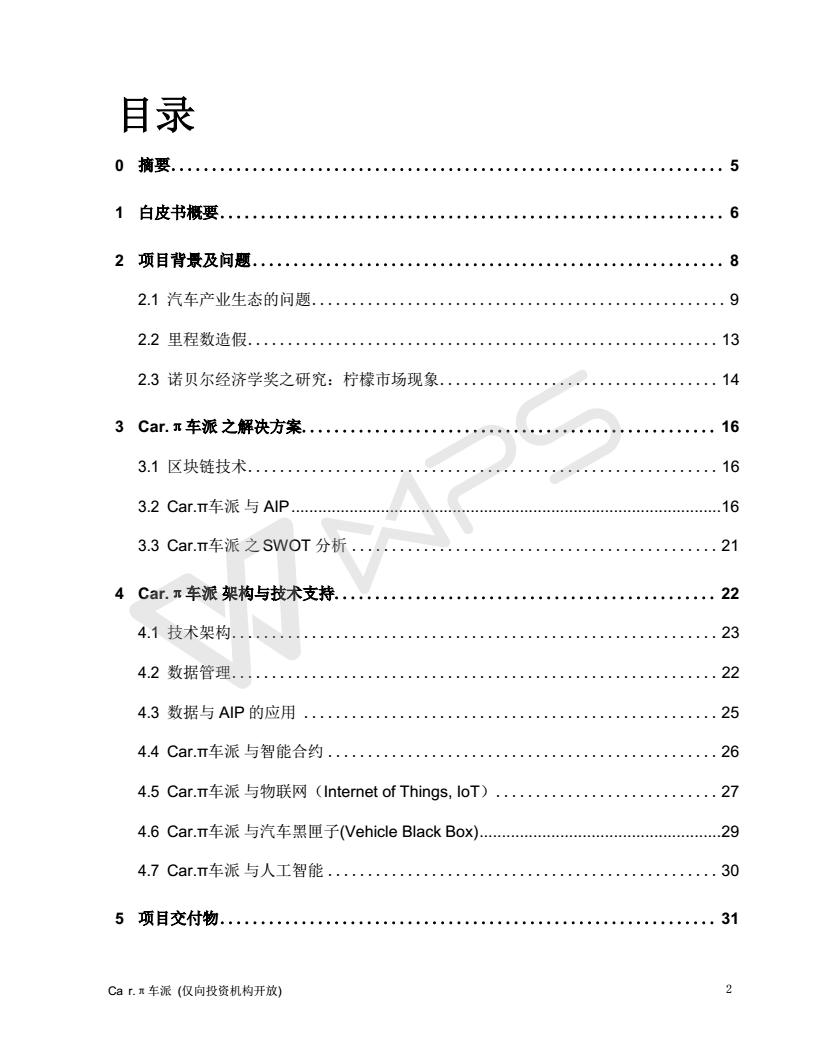 目录
0 摘要.................................................................... 5
1 白皮书概要.............................................................. 6
2 项目背景及问题.......................................................... 8
2.1 汽车产业生态的问题.................................................... 9
2.2 里程数造假........................................................... 13
2.3 诺贝尔经济学奖之研究：柠檬市场现象................................... 14
3 Car.π车派 之解决方案................................................... 16
3.1 区块链技术........................................................... 16
3.2 Car.π车派 与 AIP................................................................................................16
3.3 Car.π车派 之 SWOT 分析 .............................................. 21
4 Car.π车派 架构与技术支持............................................... 22
4.1 技术架构............................................................. 23
4.2 数据管理............................................................. 22
4.3 数据与 AIP 的应用 .................................................... 25
4.4 Car.π车派 与智能合约 ................................................. 26
4.5 Car.π车派 与物联网（Internet of Things, IoT）............................ 27
4.6 Car.π车派 与汽车黑匣子(Vehicle Black Box)......................................................29
4.7 Car.π车派 与人工智能 ................................................. 30
5 项目交付物.............................................................. 31
WPS
Ca r.π车派 (仅向投资机构开放) 2